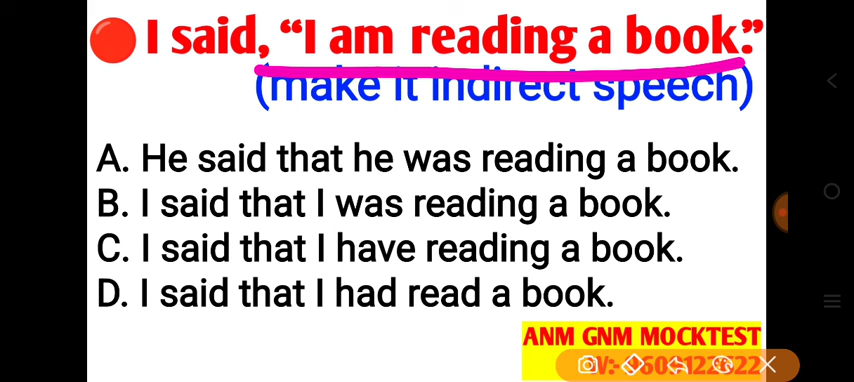 I said, “I am reading a book.”
(make it indirect speech)
A. He said that he was reading a book.
B. I said that I was reading a book.
C. I said that I have reading a book.
D. I said that I had read a book.
ANM GNM MOCKTEST